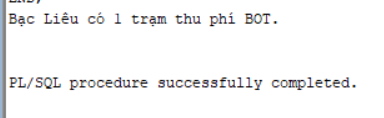 Bạc Liêu có 1 trạm thu phí BOT.
PL/SQL procedure successfully completed.